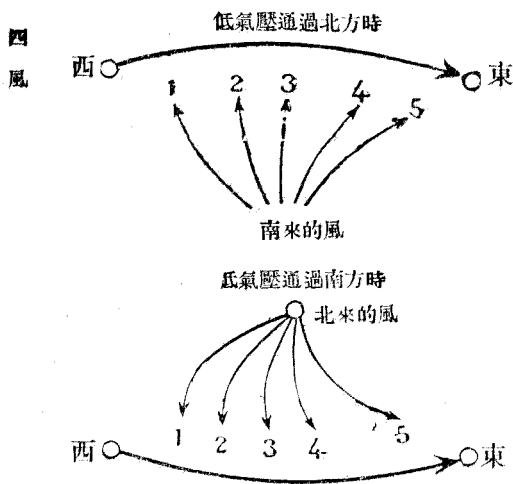 四
風
低氣壓通過北方時
西
東
1 2 3 4 5
南來的風
低氣壓通過南方時
北來的風
1 2 3 4 5
西
東